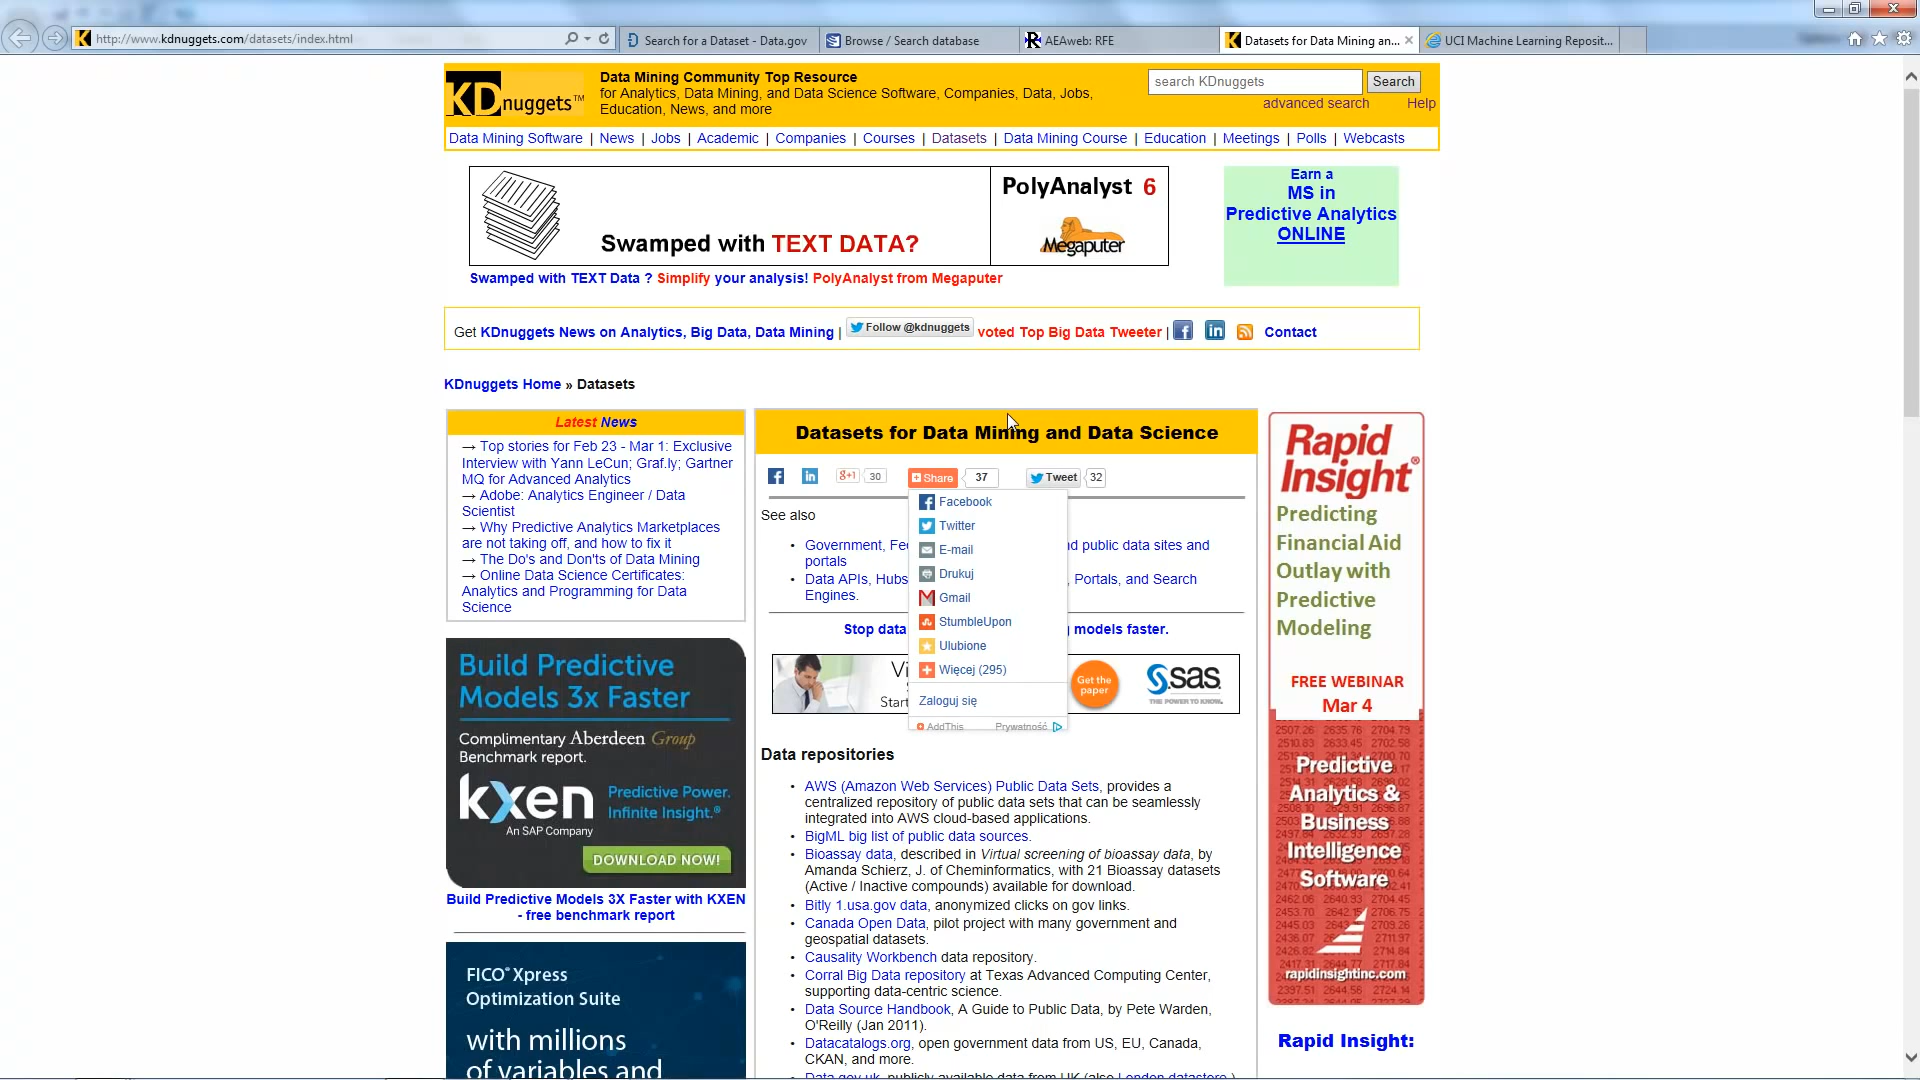 http://www.kdnuggets.com/datasets/index.html
Search for a Dataset - Data.gov
Browse / Search database
AEAweb: RFE
Datasets for Data Mining an...
UCI Machine Learning Reposit...
KDnuggets™
Data Mining Community Top Resource
for Analytics, Data Mining, and Data Science Software, Companies, Data, Jobs,
Education, News, and more
search KDnuggets
Search
advanced search
Help
Data Mining Software | News | Jobs | Academic | Companies | Courses | Datasets | Data Mining Course | Education | Meetings | Polls | Webcasts
Swamped with TEXT DATA?
PolyAnalyst 6
Megaputer
Swamped with TEXT Data ? Simplify your analysis! PolyAnalyst from Megaputer
Earn a
MS in
Predictive Analytics
ONLINE
Get KDnuggets News on Analytics, Big Data, Data Mining | Follow @kdnuggets voted Top Big Data Tweeter | Contact
KDnuggets Home » Datasets
Latest News
→ Top stories for Feb 23 - Mar 1: Exclusive
Interview with Yann LeCun; Graf.ly; Gartner
MQ for Advanced Analytics
→ Adobe: Analytics Engineer / Data
Scientist
→ Why Predictive Analytics Marketplaces
are not taking off, and how to fix it
→ The Do's and Don'ts of Data Mining
→ Online Data Science Certificates:
Analytics and Programming for Data
Science
Build Predictive
Models 3x Faster
Complimentary Aberdeen Group
Benchmark report.
kxen
An SAP Company
Predictive Power.
Infinite Insight.®
DOWNLOAD NOW!
Build Predictive Models 3X Faster with KXEN
- free benchmark report
FICO® Xpress
Optimization Suite
with millions
of variables and
Datasets for Data Mining and Data Science
g+1 30
Share 37
Tweet 32
Facebook
Twitter
E-mail
Drukuj
Gmail
StumbleUpon
Ulubione
Więcej (295)
Zaloguj się
AddThis
Prywatność
See also
• Government, Fe
nd public data sites and
portals
• Data APIs, Hubs
, Portals, and Search
Engines.
Stop data
g models faster.
Vi
Start
Get the
paper
sas
THE POWER TO KNOW.
Data repositories
• AWS (Amazon Web Services) Public Data Sets, provides a
centralized repository of public data sets that can be seamlessly
integrated into AWS cloud-based applications.
• BigML big list of public data sources.
• Bioassay data, described in Virtual screening of bioassay data, by
Amanda Schierz, J. of Cheminformatics, with 21 Bioassay datasets
(Active / Inactive compounds) available for download.
• Bitly 1.usa.gov data, anonymized clicks on gov links.
• Canada Open Data, pilot project with many government and
geospatial datasets.
• Causality Workbench data repository.
• Corral Big Data repository at Texas Advanced Computing Center,
supporting data-centric science.
• Data Source Handbook, A Guide to Public Data, by Pete Warden,
O'Reilly (Jan 2011).
• Datacatalogs.org, open government data from US, EU, Canada,
CKAN, and more.
• Data.gov.uk, publicly available data from UK (also London datastore.)
Rapid
Insight®
Predicting
Financial Aid
Outlay with
Predictive
Modeling
FREE WEBINAR
Mar 4
Predictive
Analytics &
Business
Intelligence
Software
rapidinsightinc.com
Rapid Insight: